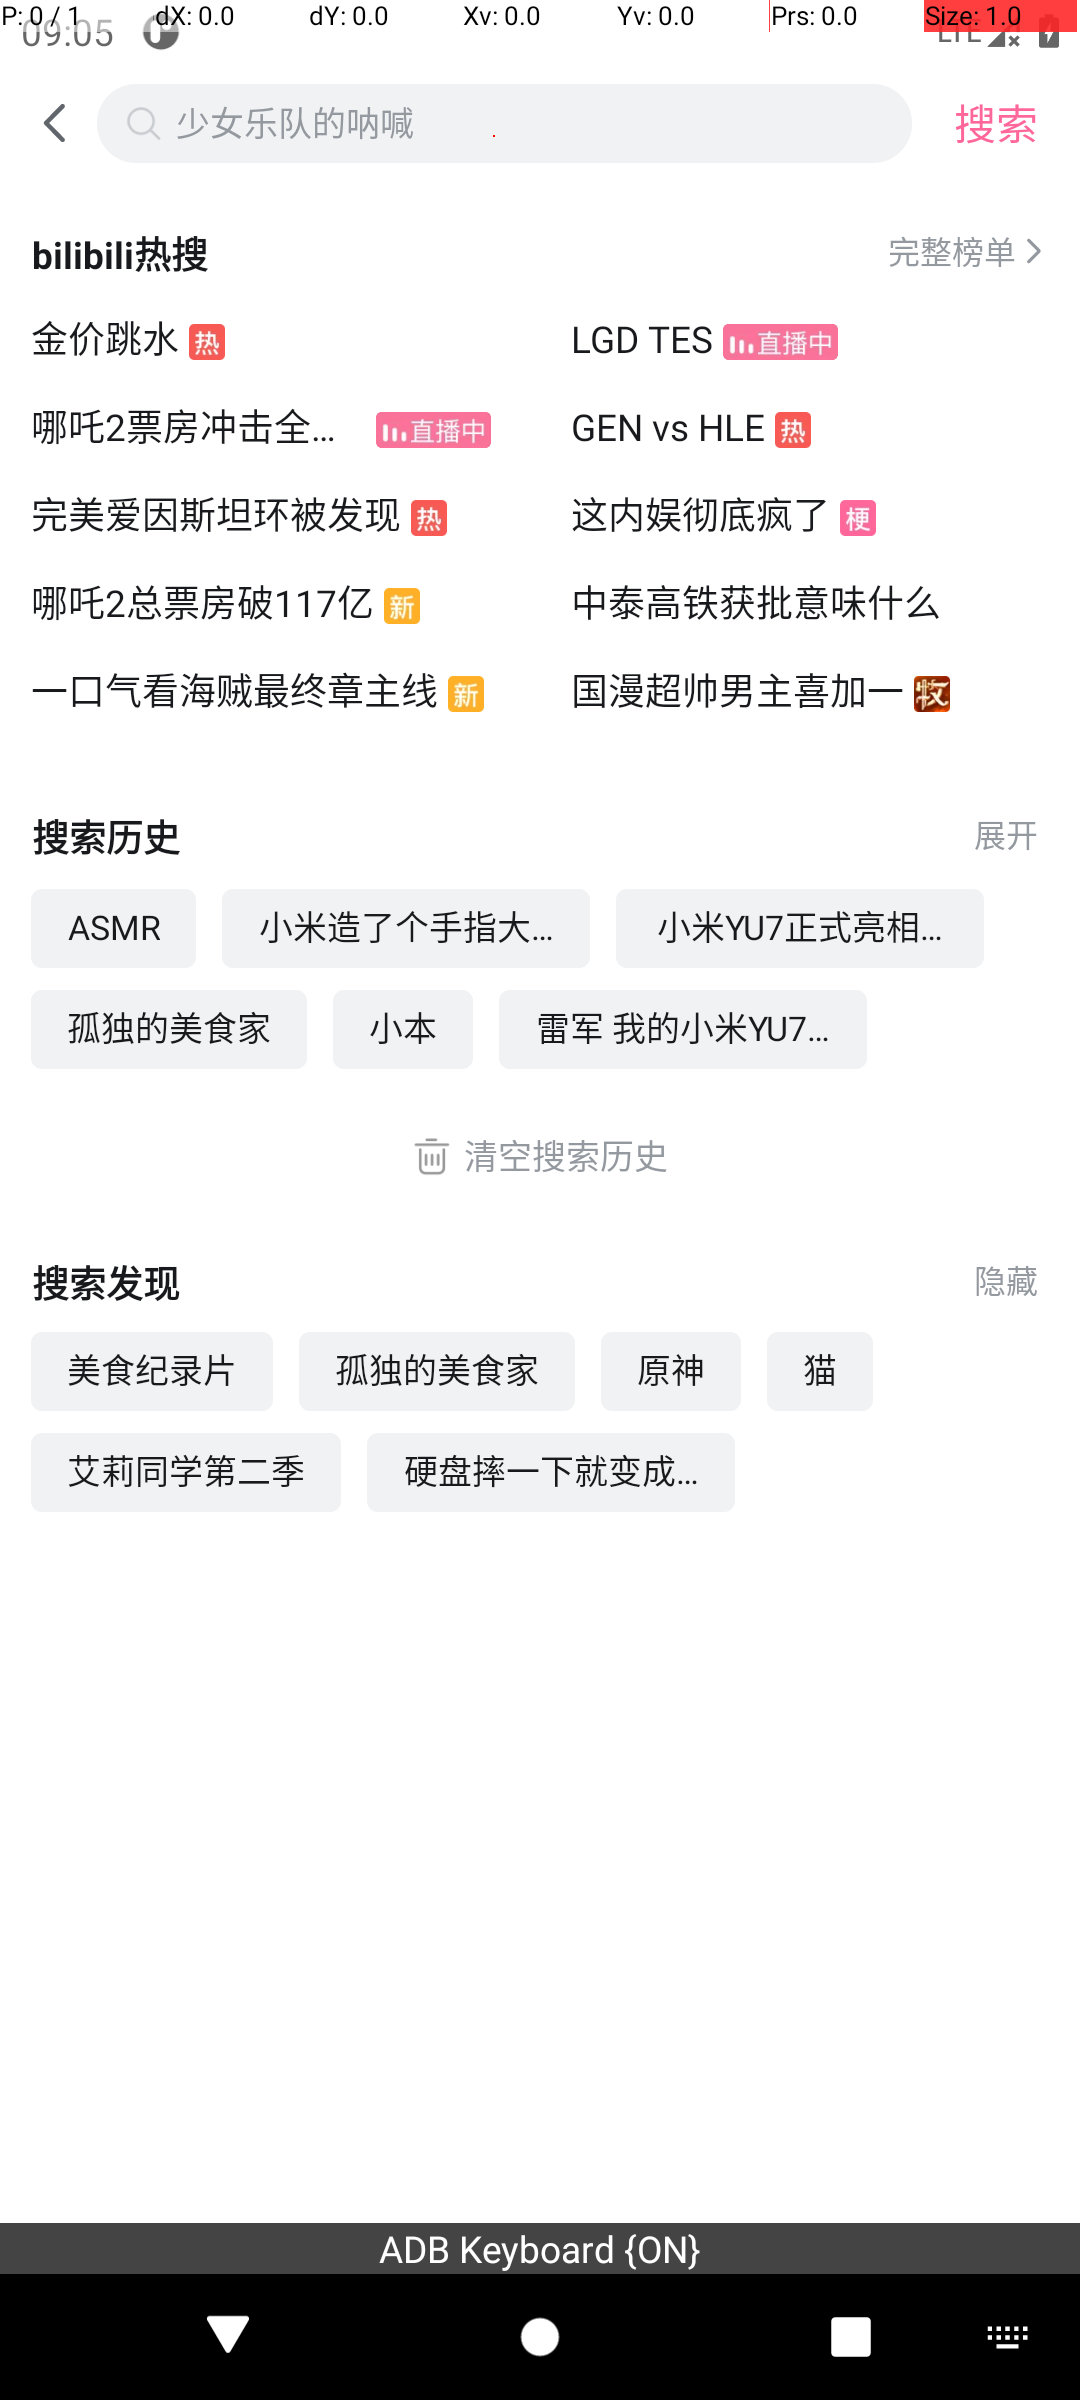 P: 0 / 1 dX: 0.0 dY: 0.0 Xv: 0.0 Yv: 0.0 Prs: 0.0 Size: 1.0
09:05 LTE
少女乐队的呐喊 搜索
bilibili热搜 完整榜单
金价跳水 热 LGD TES 直播中
哪吒2票房冲击全... 直播中 GEN vs HLE 热
完美爱因斯坦环被发现 热 这内娱彻底疯了 梗
哪吒2总票房破117亿 新 中泰高铁获批意味什么
一口气看海贼最终章主线 新 国漫超帅男主喜加一 牧
搜索历史 展开
ASMR 小米造了个手指大... 小米YU7正式亮相...
孤独的美食家 小本 雷军 我的小米YU7...
清空搜索历史
搜索发现 隐藏
美食纪录片 孤独的美食家 原神 猫
艾莉同学第二季 硬盘摔一下就变成...
ADB Keyboard {ON}